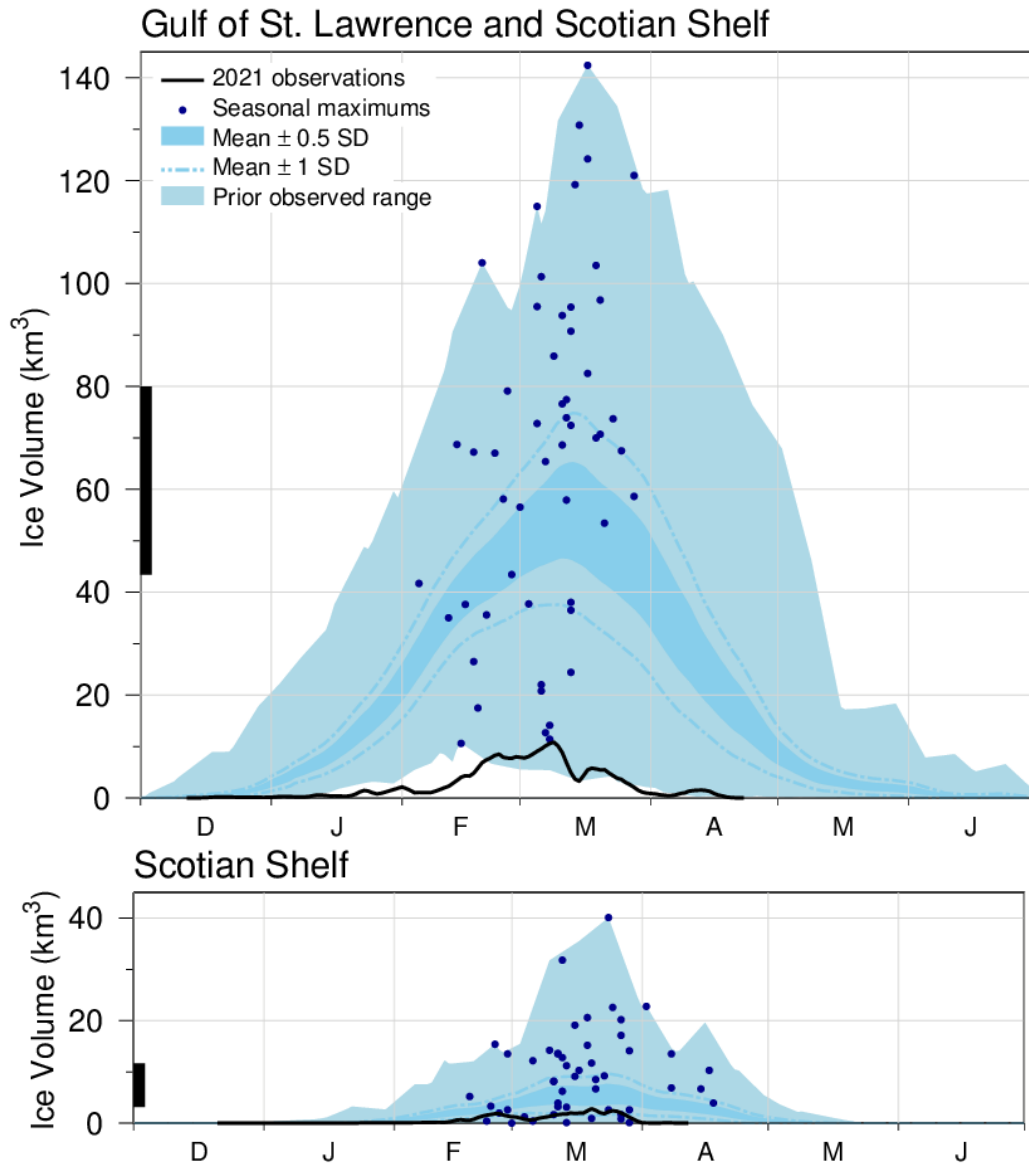 Gulf of St. Lawrence and Scotian Shelf
2021 observations
Seasonal maximums
Mean ± 0.5 SD
Mean ± 1 SD
Prior observed range
Ice Volume (km³)
140
120
100
80
60
40
20
0
D J F M A M J
Scotian Shelf
Ice Volume (km³)
40
20
0
D J F M A M J